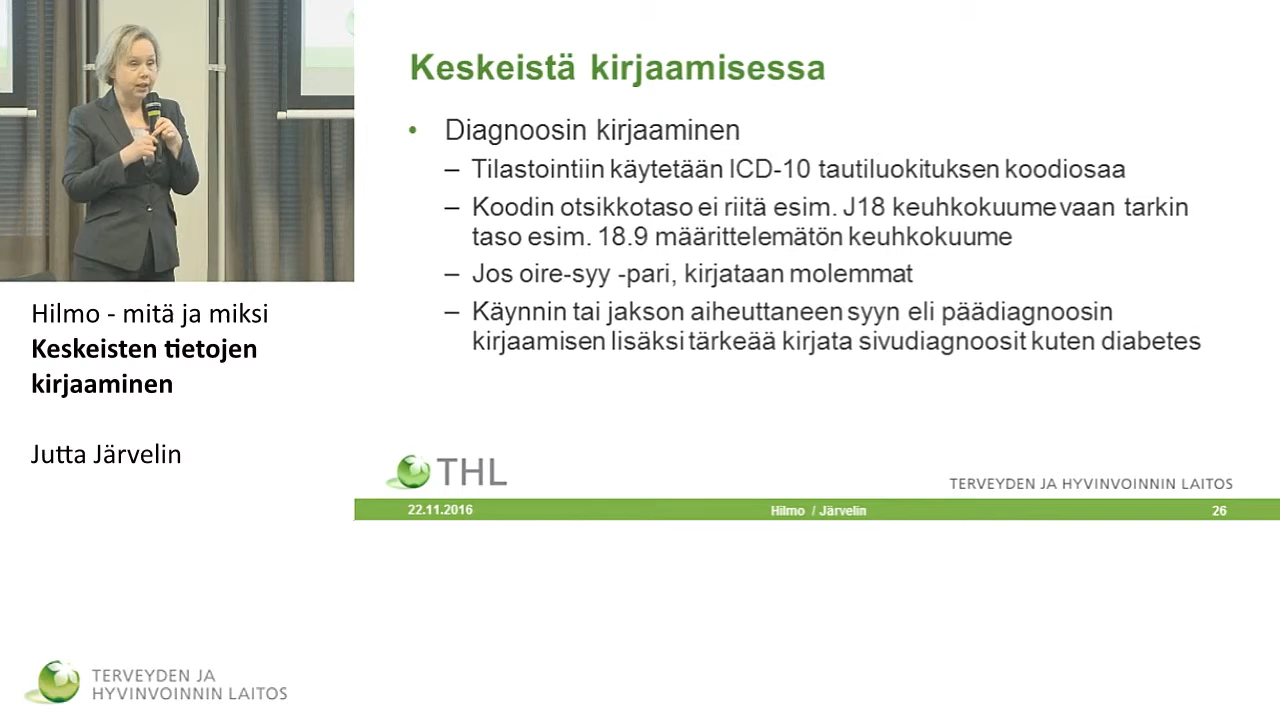 Keskeistä kirjaamisessa
• Diagnoosin kirjaaminen
– Tilastointiin käytetään ICD-10 tautiluokituksen koodiosaa
– Koodin otsikkotaso ei riitä esim. J18 keuhkokuume vaan tarkin
taso esim. 18.9 määrittelemätön keuhkokuume
– Jos oire-syy -pari, kirjataan molemmat
– Käynnin tai jakson aiheuttaneen syyn eli päädiagnoosin
kirjaamisen lisäksi tärkeää kirjata sivudiagnoosit kuten diabetes
THL
TERVEYDEN JA HYVINVOINNIN LAITOS
22.11.2016 Hilmo / Järvelin 26
Hilmo - mitä ja miksi
Keskeisten tietojen
kirjaaminen
Jutta Järvelin
TERVEYDEN JA
HYVINVOINNIN LAITOS